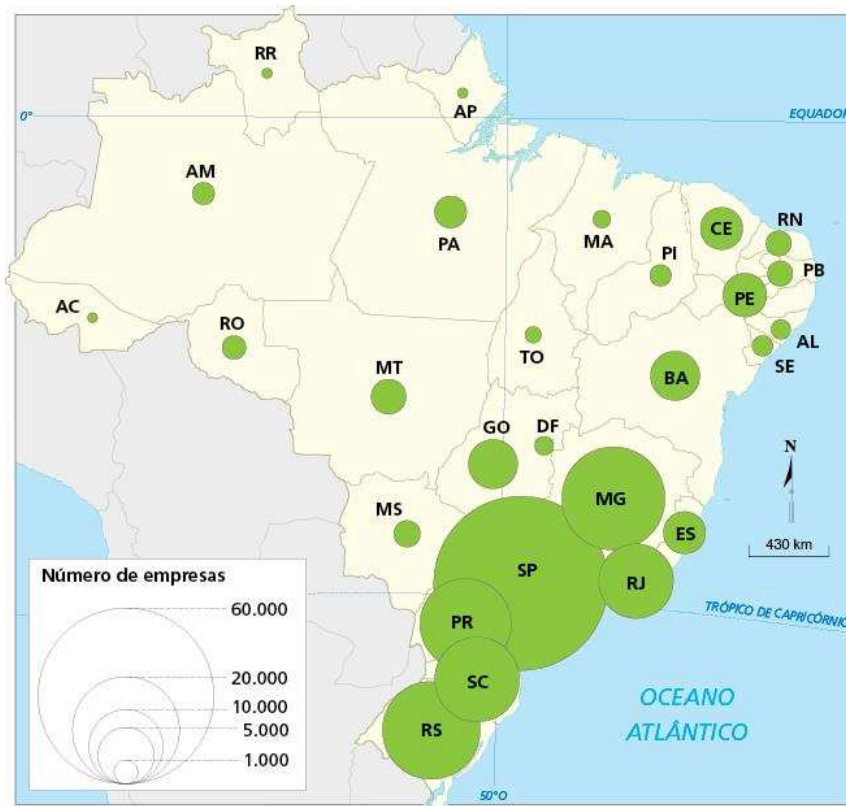 RR
AP
0°
EQUADOR
AM
PA
MA
CE
RN
PI
PB
PE
AC
RO
TO
AL
SE
MT
BA
GO
DF
N
MG
MS
ES
430 km
SP
RJ
Número de empresas
60.000
20.000
10.000
5.000
1.000
TRÓPICO DE CAPRICÓRNIO
PR
SC
RS
OCEANO
ATLÂNTICO
50°O